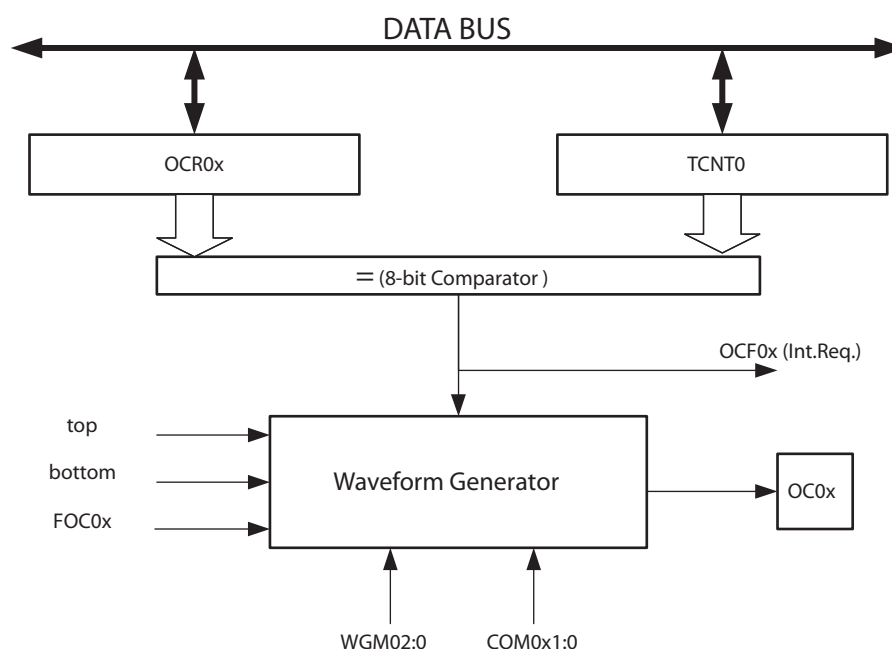 DATA BUS
OCR0x
TCNT0
= (8-bit Comparator )
OCF0x (Int.Req.)
top
bottom
FOC0x
Waveform Generator
OC0x
WGM02:0
COM0x1:0